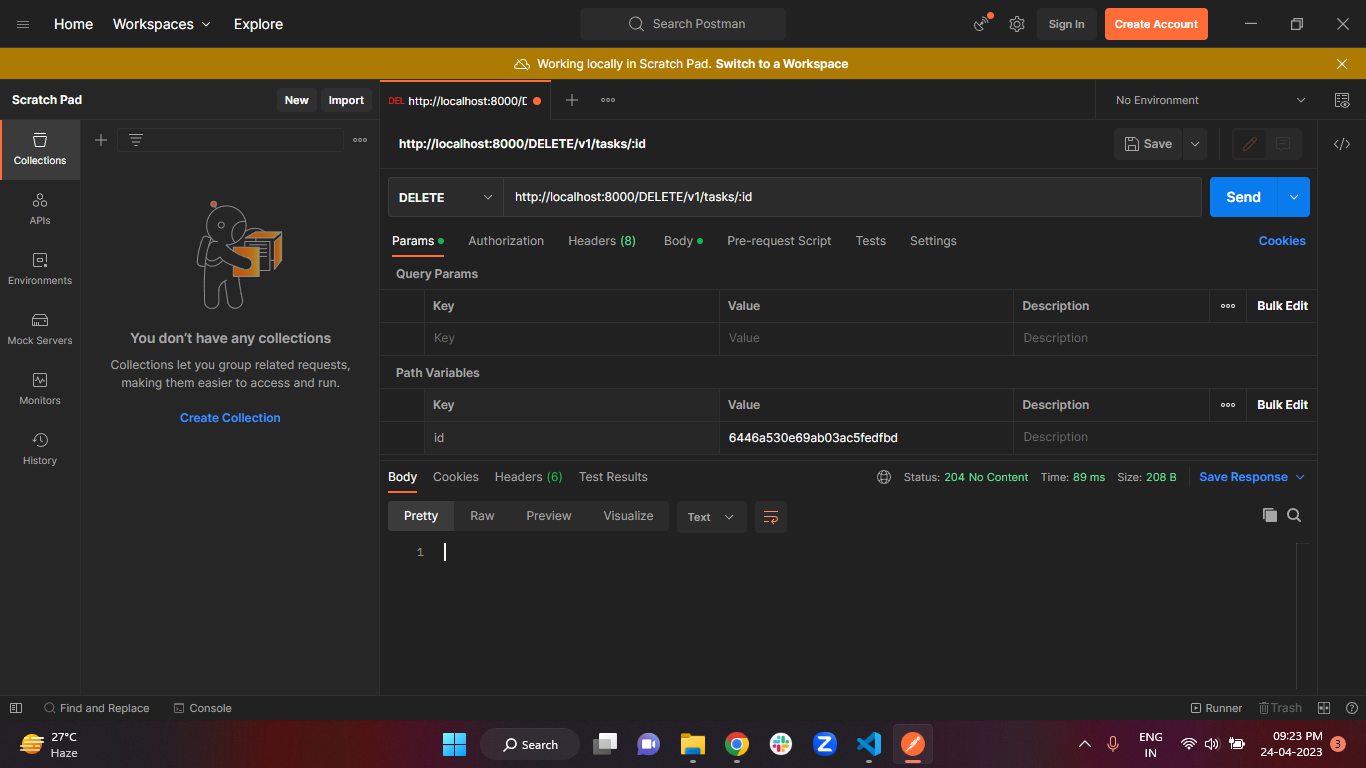 Home Workspaces Explore Search Postman Sign In Create Account
Working locally in Scratch Pad. Switch to a Workspace
Scratch Pad New Import
DEL http://localhost:8000/D
No Environment
Collections
APIs
Environments
Mock Servers
Monitors
History
You don't have any collections
Collections let you group related requests,
making them easier to access and run.
Create Collection
http://localhost:8000/DELETE/v1/tasks/:id Save
DELETE http://localhost:8000/DELETE/v1/tasks/:id Send
Params Authorization Headers (8) Body Pre-request Script Tests Settings Cookies
Query Params
Key Value Description Bulk Edit
Key Value Description
Path Variables
Key Value Description Bulk Edit
id 6446a530e69ab03ac5fedfbd Description
Body Cookies Headers (6) Test Results Status: 204 No Content Time: 89 ms Size: 208 B Save Response
Pretty Raw Preview Visualize Text
1
Find and Replace Console Runner Trash
27°C
Haze
Search
ENG
IN
09:23 PM
24-04-2023
3